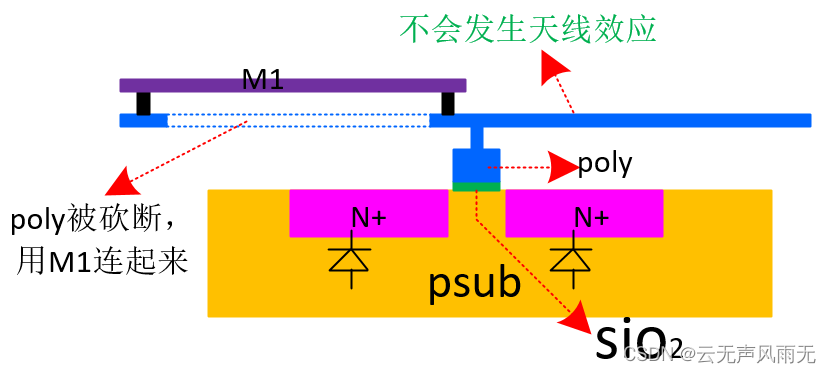 不会发生天线效应
M1
poly
poly被砍断，
用M1连起来
N+
N+
psub
sio₂
CSDN @云无声风雨无